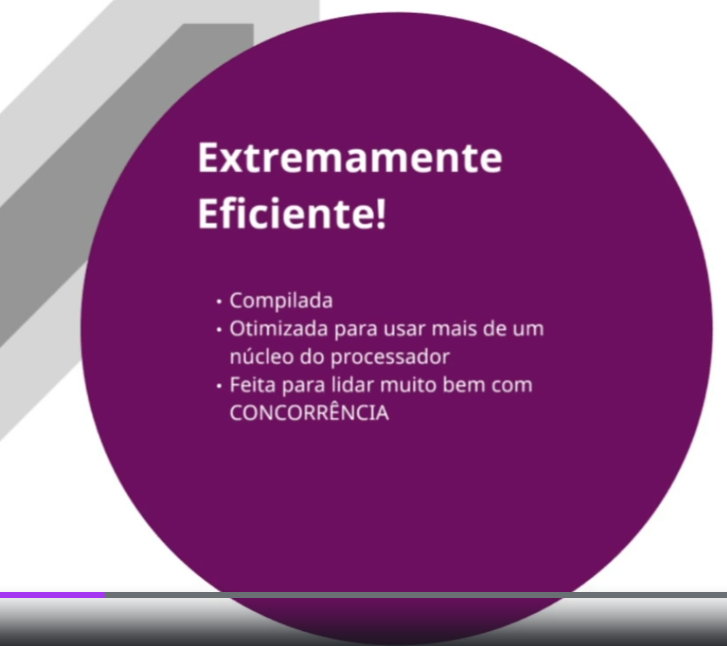 Extremamente
Eficiente!
• Compilada
• Otimizada para usar mais de um
núcleo do processador
• Feita para lidar muito bem com
CONCORRÊNCIA